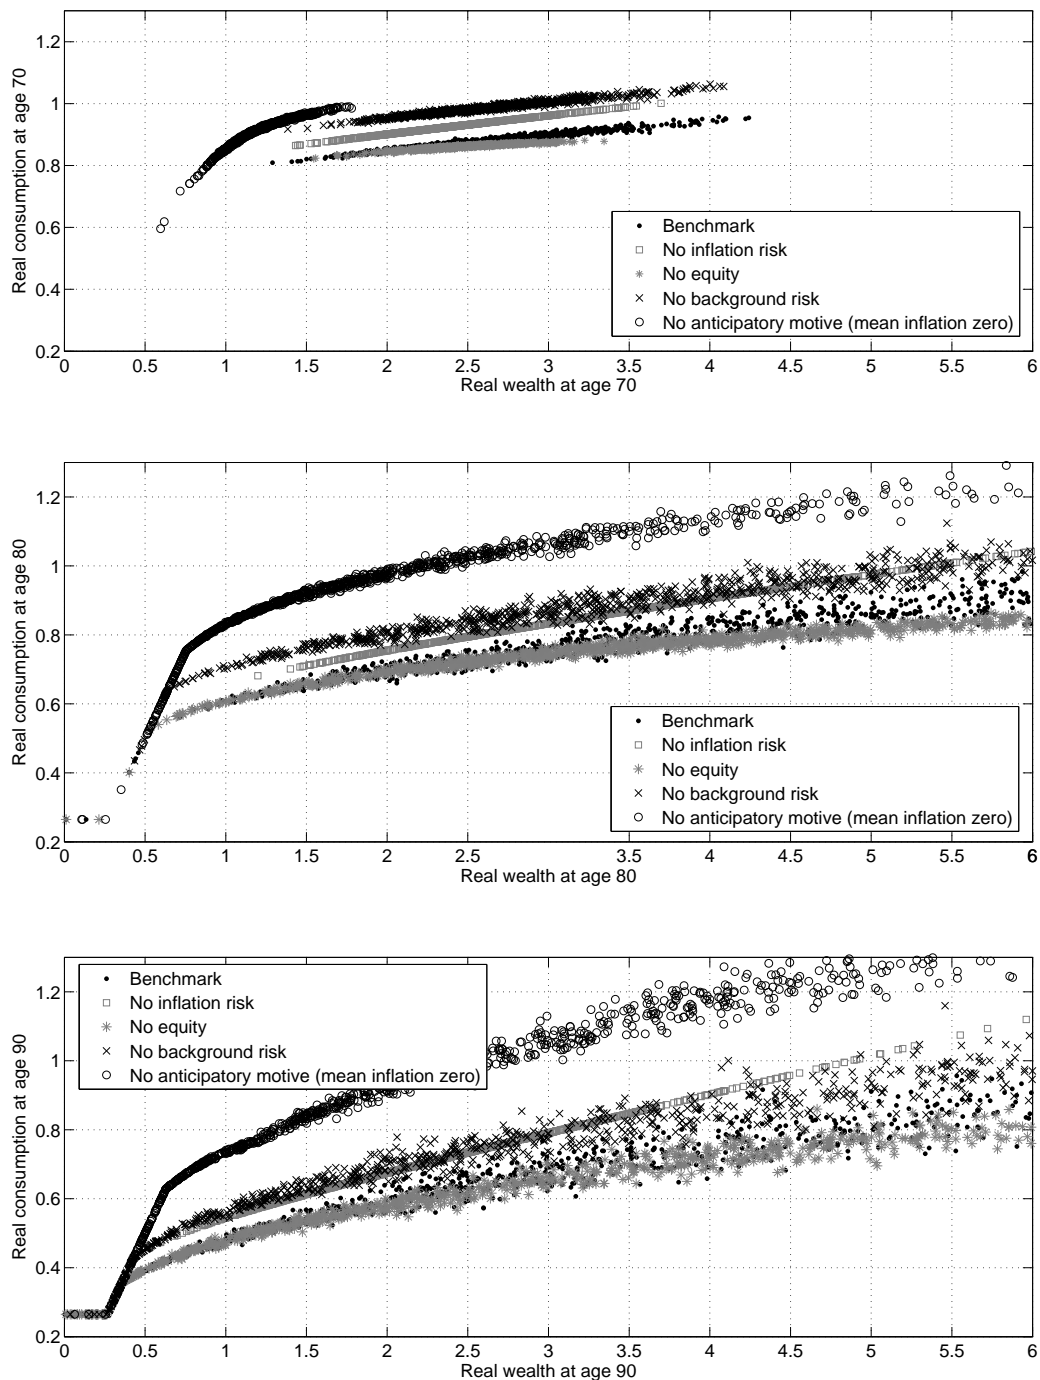 1.2
1
0.8
0.6
0.4
0.2
Real consumption at age 70
0 0.5 1 1.5 2 2.5 3 3.5 4 4.5 5 5.5 6
Real wealth at age 70
Benchmark
No inflation risk
No equity
No background risk
No anticipatory motive (mean inflation zero)
1.2
1
0.8
0.6
0.4
0.2
Real consumption at age 80
0 0.5 1 1.5 2 2.5 3 3.5 4 4.5 5 5.5 6
Real wealth at age 80
Benchmark
No inflation risk
No equity
No background risk
No anticipatory motive (mean inflation zero)
1.2
1
0.8
0.6
0.4
0.2
Real consumption at age 90
0 0.5 1 1.5 2 2.5 3 3.5 4 4.5 5 5.5 6
Real wealth at age 90
Benchmark
No inflation risk
No equity
No background risk
No anticipatory motive (mean inflation zero)